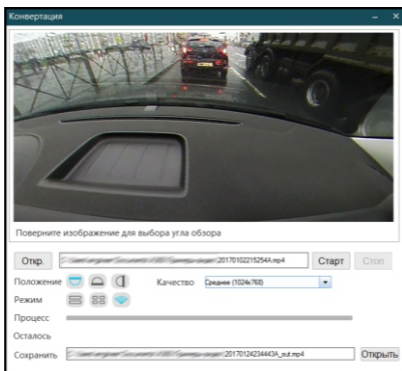 Конвертация
Поверните изображение для выбора угла обзора
Откр. 20170102215254A.mp4 Старт Стоп
Положение Качество Среднее (1024x768)
Режим
Процесс
Осталось
Сохранить 20170124234443A_out.mp4 Открыть